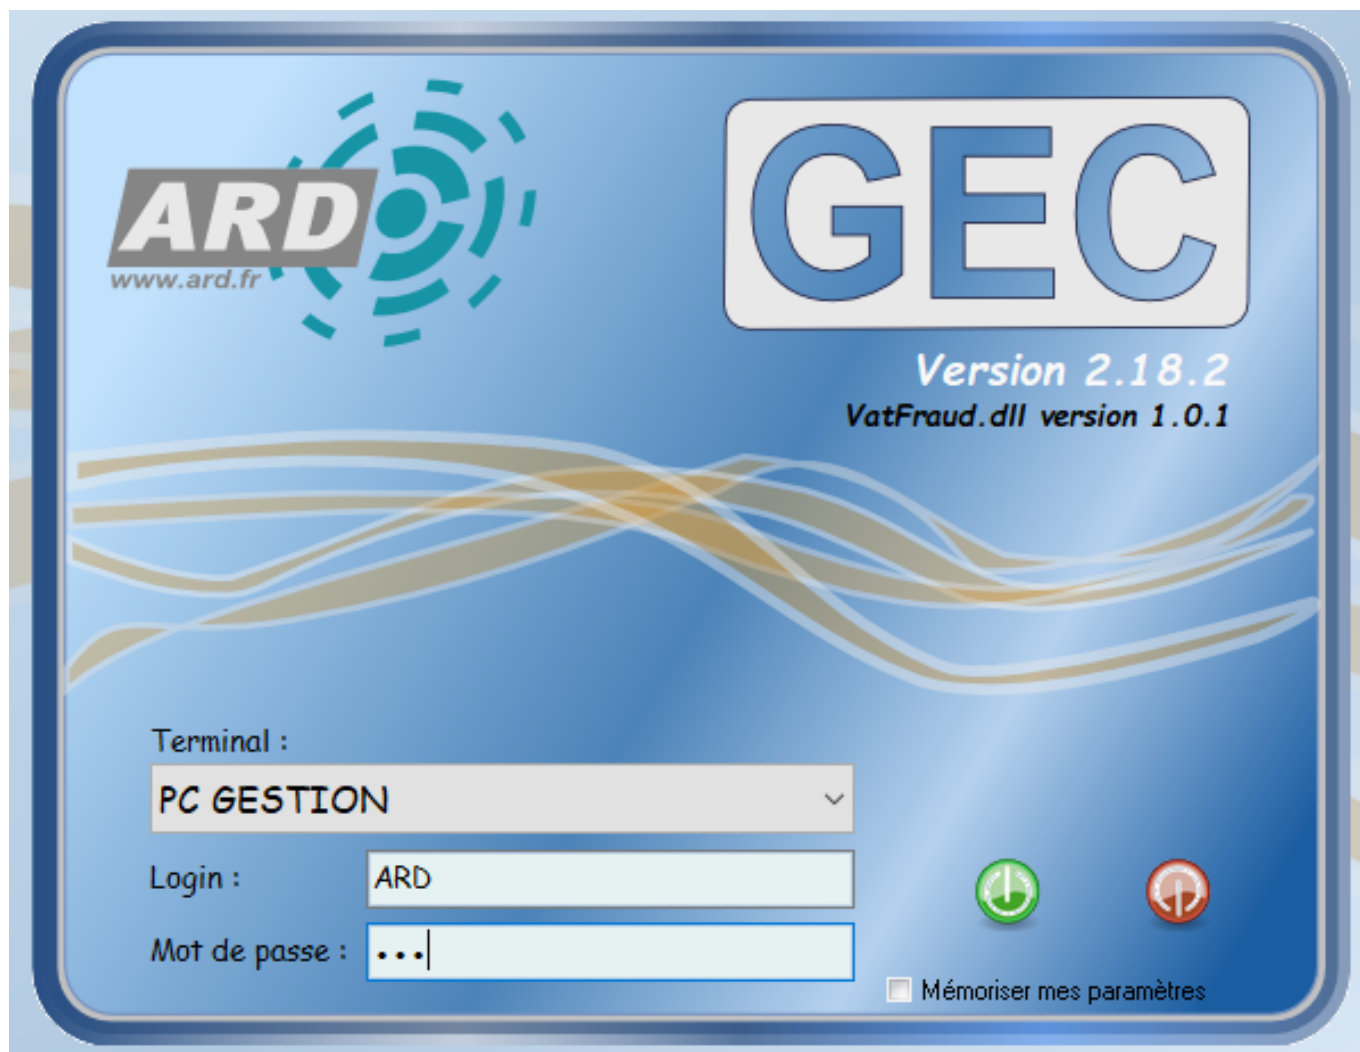 ARD
www.ard.fr
GEC
Version 2.18.2
VatFraud.dll version 1.0.1
Terminal :
PC GESTION
Login :
ARD
Mot de passe :
•••
Mémoriser mes paramètres